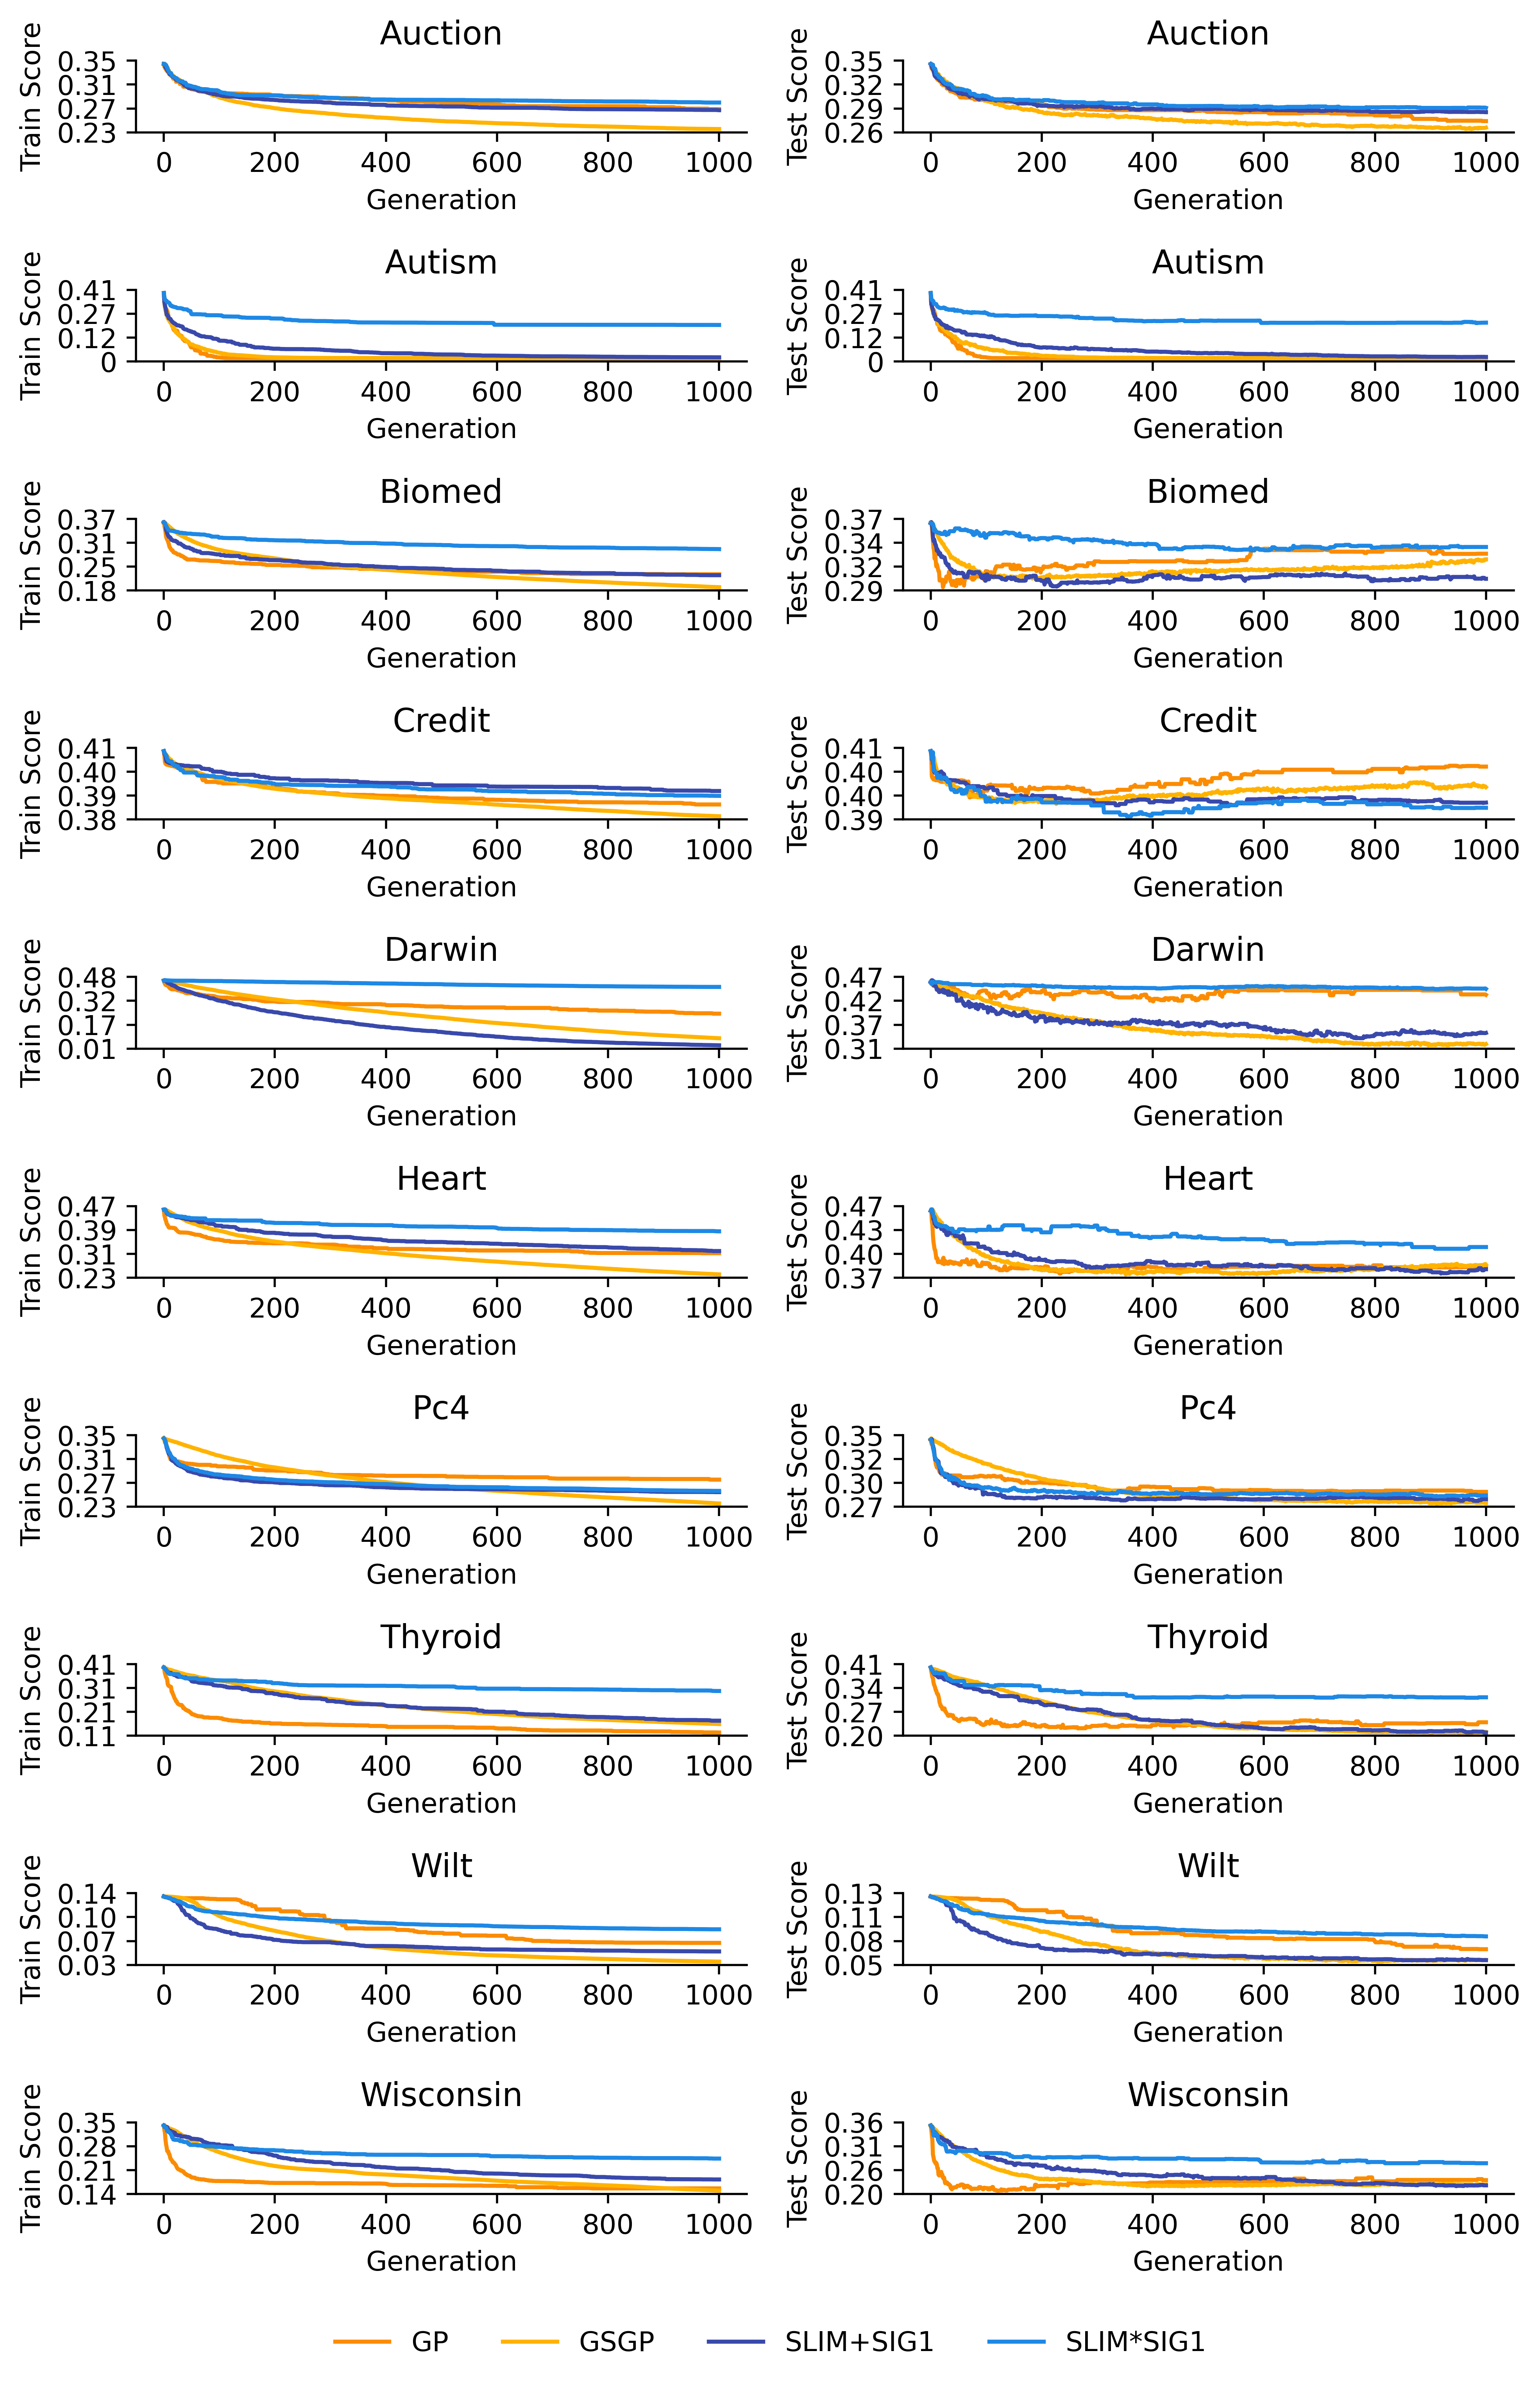 Auction
Train Score
0.35
0.31
0.27
0.23
0 200 400 600 800 1000
Generation
Auction
Test Score
0.35
0.32
0.29
0.26
0 200 400 600 800 1000
Generation
Autism
Train Score
0.41
0.27
0.12
0
0 200 400 600 800 1000
Generation
Autism
Test Score
0.41
0.27
0.12
0
0 200 400 600 800 1000
Generation
Biomed
Train Score
0.37
0.31
0.25
0.18
0 200 400 600 800 1000
Generation
Biomed
Test Score
0.37
0.34
0.32
0.29
0 200 400 600 800 1000
Generation
Credit
Train Score
0.41
0.40
0.39
0.38
0 200 400 600 800 1000
Generation
Credit
Test Score
0.41
0.40
0.40
0.39
0 200 400 600 800 1000
Generation
Darwin
Train Score
0.48
0.32
0.17
0.01
0 200 400 600 800 1000
Generation
Darwin
Test Score
0.47
0.42
0.37
0.31
0 200 400 600 800 1000
Generation
Heart
Train Score
0.47
0.39
0.31
0.23
0 200 400 600 800 1000
Generation
Heart
Test Score
0.47
0.43
0.40
0.37
0 200 400 600 800 1000
Generation
Pc4
Train Score
0.35
0.31
0.27
0.23
0 200 400 600 800 1000
Generation
Pc4
Test Score
0.35
0.32
0.30
0.27
0 200 400 600 800 1000
Generation
Thyroid
Train Score
0.41
0.31
0.21
0.11
0 200 400 600 800 1000
Generation
Thyroid
Test Score
0.41
0.34
0.27
0.20
0 200 400 600 800 1000
Generation
Wilt
Train Score
0.14
0.10
0.07
0.03
0 200 400 600 800 1000
Generation
Wilt
Test Score
0.13
0.11
0.08
0.05
0 200 400 600 800 1000
Generation
Wisconsin
Train Score
0.35
0.28
0.21
0.14
0 200 400 600 800 1000
Generation
Wisconsin
Test Score
0.36
0.31
0.26
0.20
0 200 400 600 800 1000
Generation
GP GSGP SLIM+SIG1 SLIM*SIG1